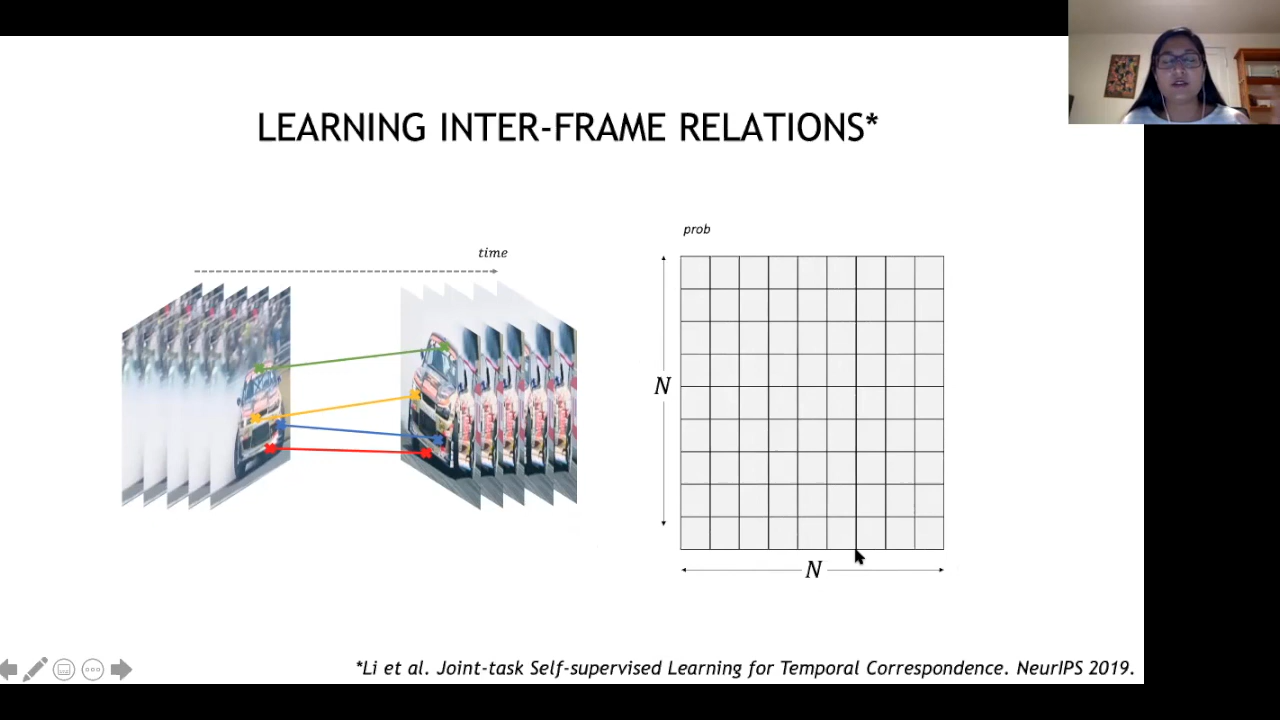 LEARNING INTER-FRAME RELATIONS*
time
prob
N
N
*Li et al. Joint-task Self-supervised Learning for Temporal Correspondence. NeurIPS 2019.